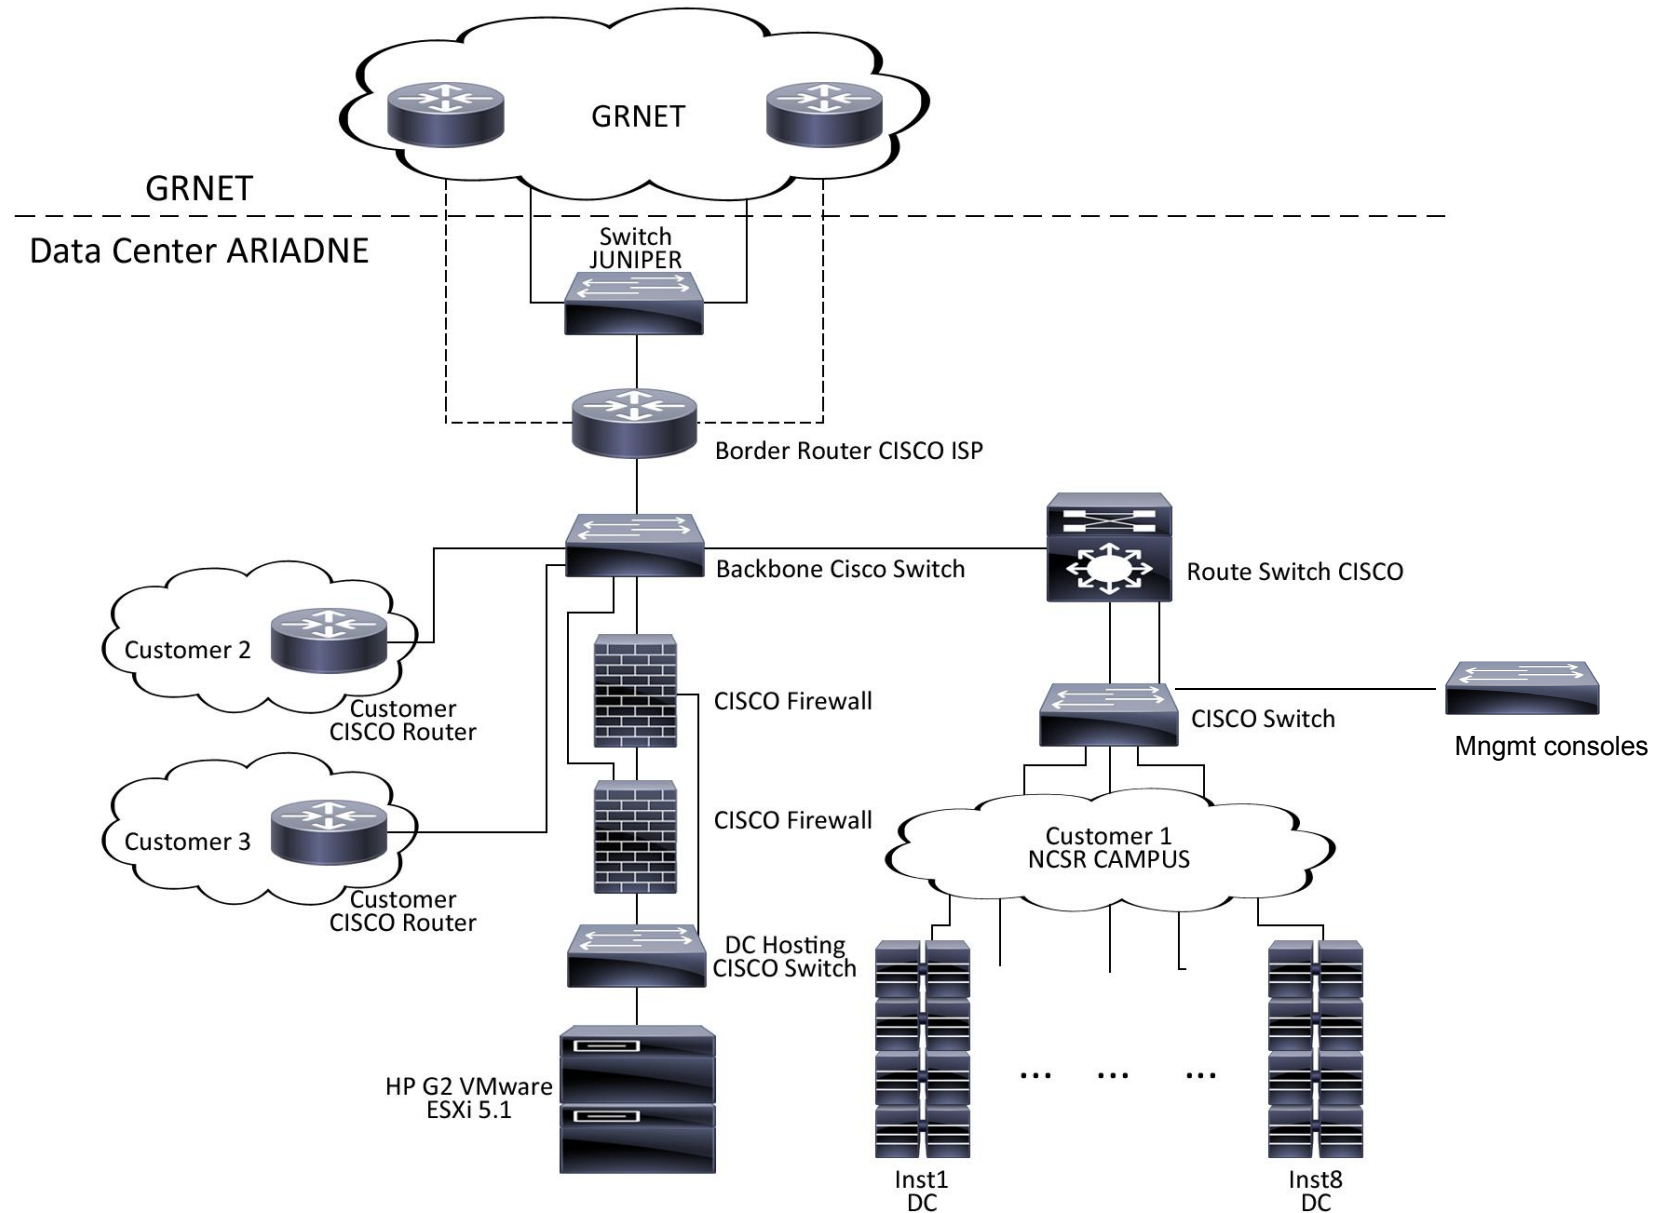 GRNET
GRNET
Data Center ARIADNE
Switch
JUNIPER
Border Router CISCO ISP
Backbone Cisco Switch
Route Switch CISCO
Customer 2
Customer
CISCO Router
CISCO Firewall
CISCO Switch
Mngmt consoles
Customer 3
Customer
CISCO Router
CISCO Firewall
Customer 1
NCSR CAMPUS
DC Hosting
CISCO Switch
HP G2 VMware
ESXi 5.1
... ... ...
Inst1
DC
Inst8
DC